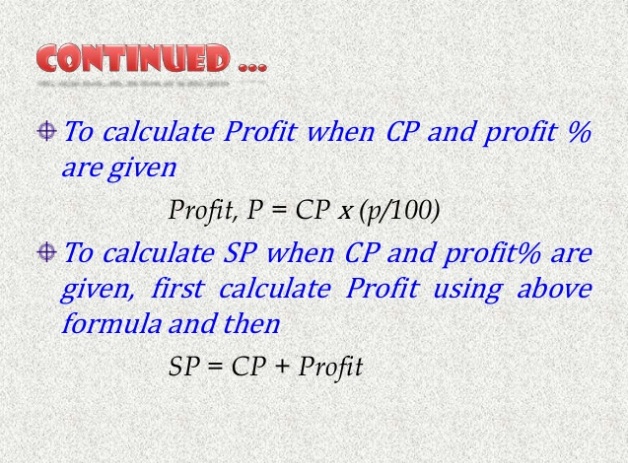 CONTINUED ...
To calculate Profit when CP and profit %
are given
Profit, P = CP x (p/100)
To calculate SP when CP and profit% are
given, first calculate Profit using above
formula and then
SP = CP + Profit